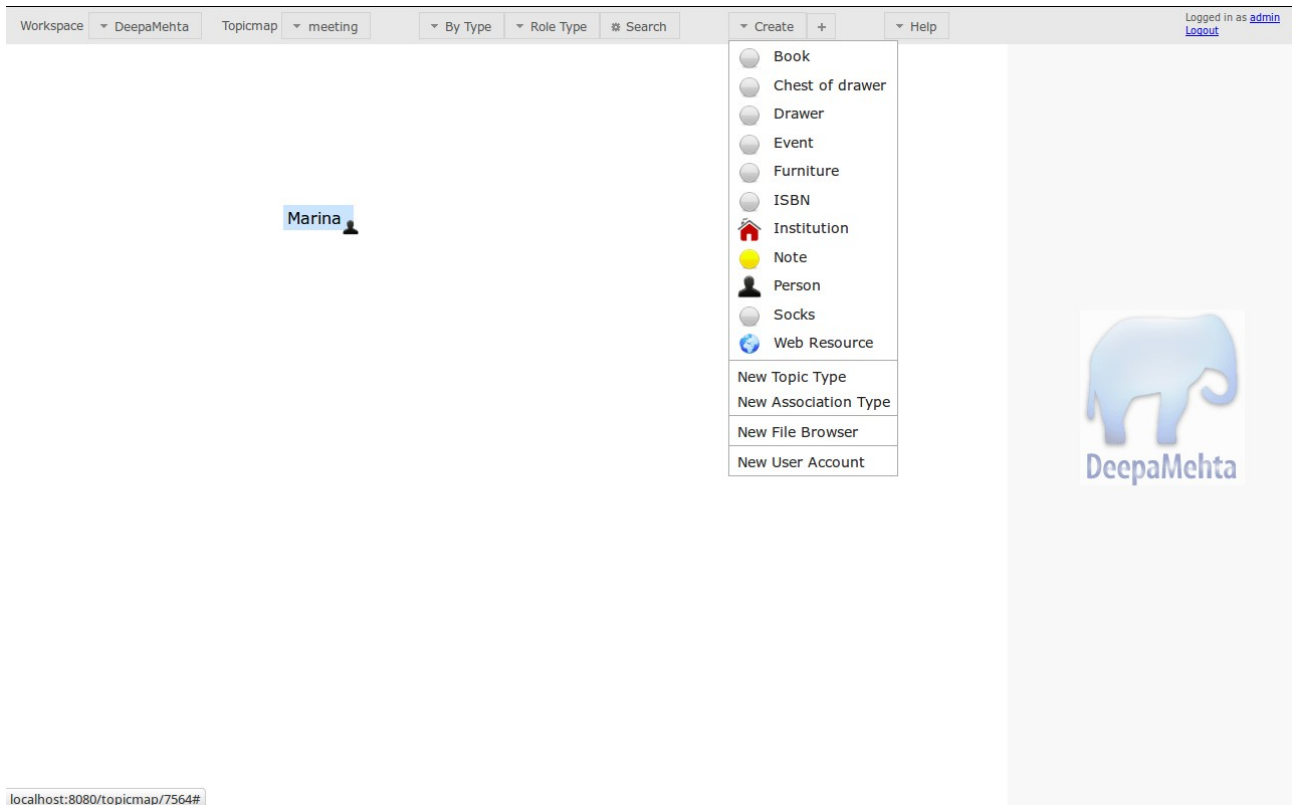 Workspace DeepaMehta Topicmap meeting By Type Role Type Search Create + Help Logged in as admin
Logout
Book
Chest of drawer
Drawer
Event
Furniture
ISBN
Marina
Institution
Note
Person
Socks
Web Resource
New Topic Type
New Association Type
New File Browser
New User Account
DeepaMehta
localhost:8080/topicmap/7564#